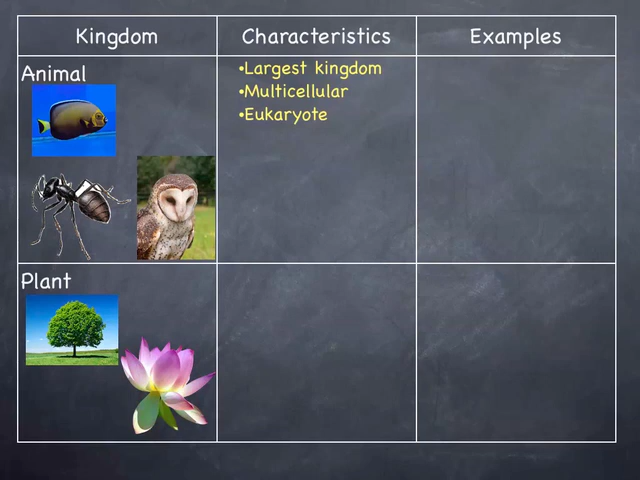 Kingdom
Characteristics
Examples
Animal
•Largest kingdom
•Multicellular
•Eukaryote
Plant